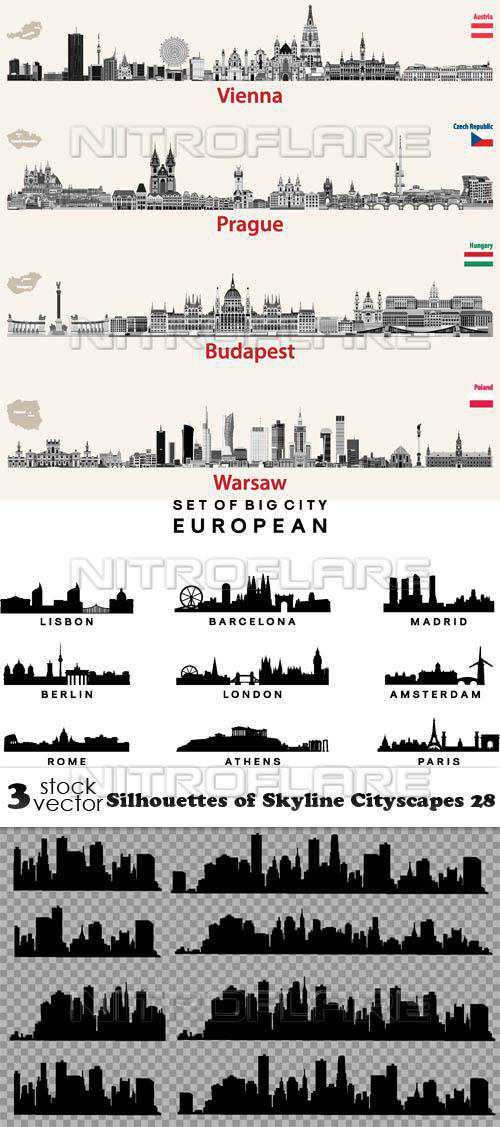 Austria
Vienna
NITROFLARE
Czech Republic
Prague
Hungary
NITROFLARE
Budapest
Poland
Warsaw
SET OF BIG CITY
EUROPEAN
NITROFLARE
LISBON
BARCELONA
MADRID
BERLIN
LONDON
AMSTERDAM
ROME
ATHENS
PARIS
NITROFLARE
3 stock vector Silhouettes of Skyline Cityscapes 28
NITROFLARE